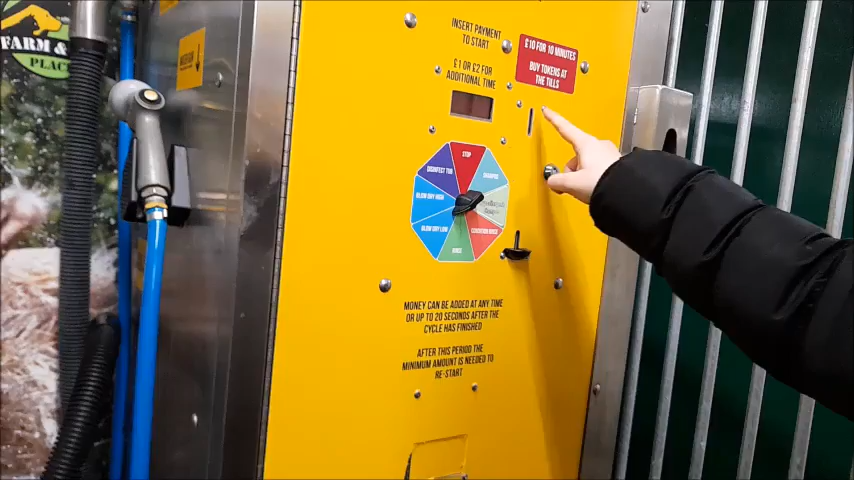 FARM &
PLACE
INSERT PAYMENT
TO START
£1 OR £2 FOR
ADDITIONAL TIME
£10 FOR 10 MINUTES
BUY TOKENS
AT THE TILLS
STOP
DISINFECT TUB
SHAMPOO
BLOW DRY HIGH
BLOW DRY LOW
CONDITION RINSE
RINSE
MONEY CAN BE ADDED AT ANY TIME
OR UP TO 20 SECONDS AFTER THE
CYCLE HAS FINISHED
AFTER THIS PERIOD THE
MINIMUM AMOUNT IS NEEDED TO
RE-START